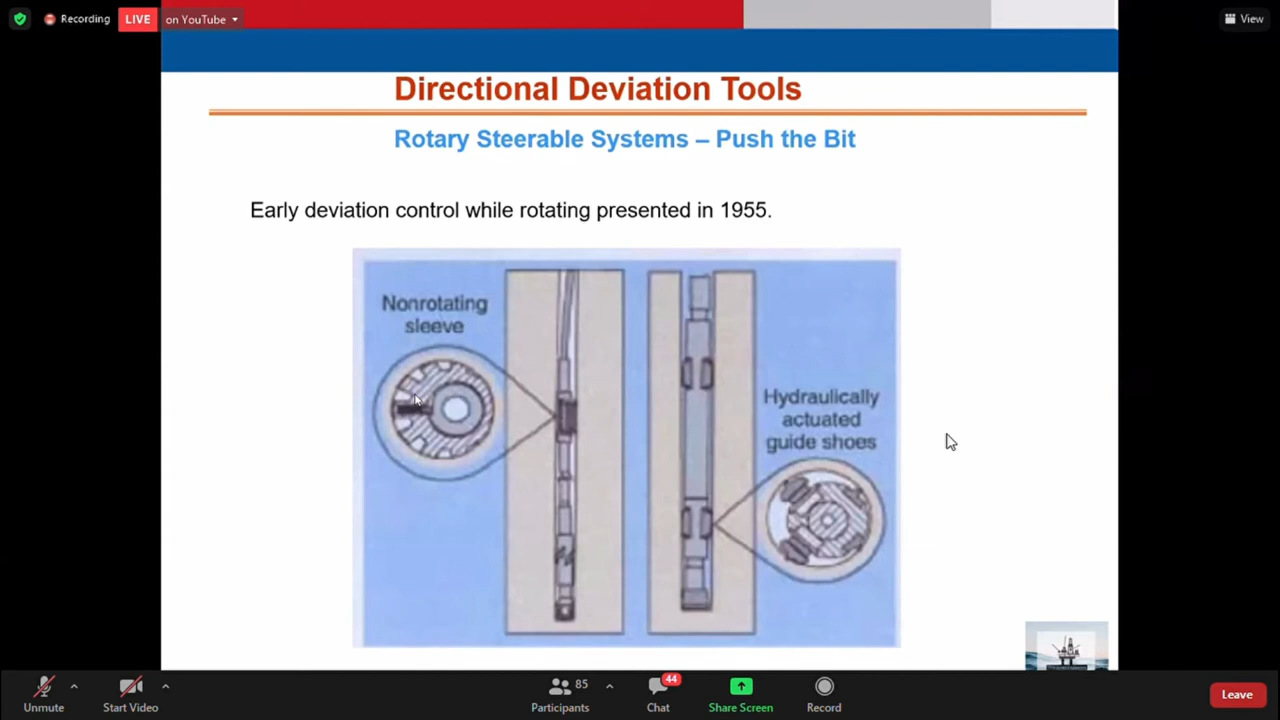 Recording
LIVE
on YouTube
View
Directional Deviation Tools
Rotary Steerable Systems – Push the Bit
Early deviation control while rotating presented in 1955.
Nonrotating
sleeve
Hydraulically
actuated
guide shoes
Unmute
Start Video
85
Participants
44
Chat
Share Screen
Record
Leave